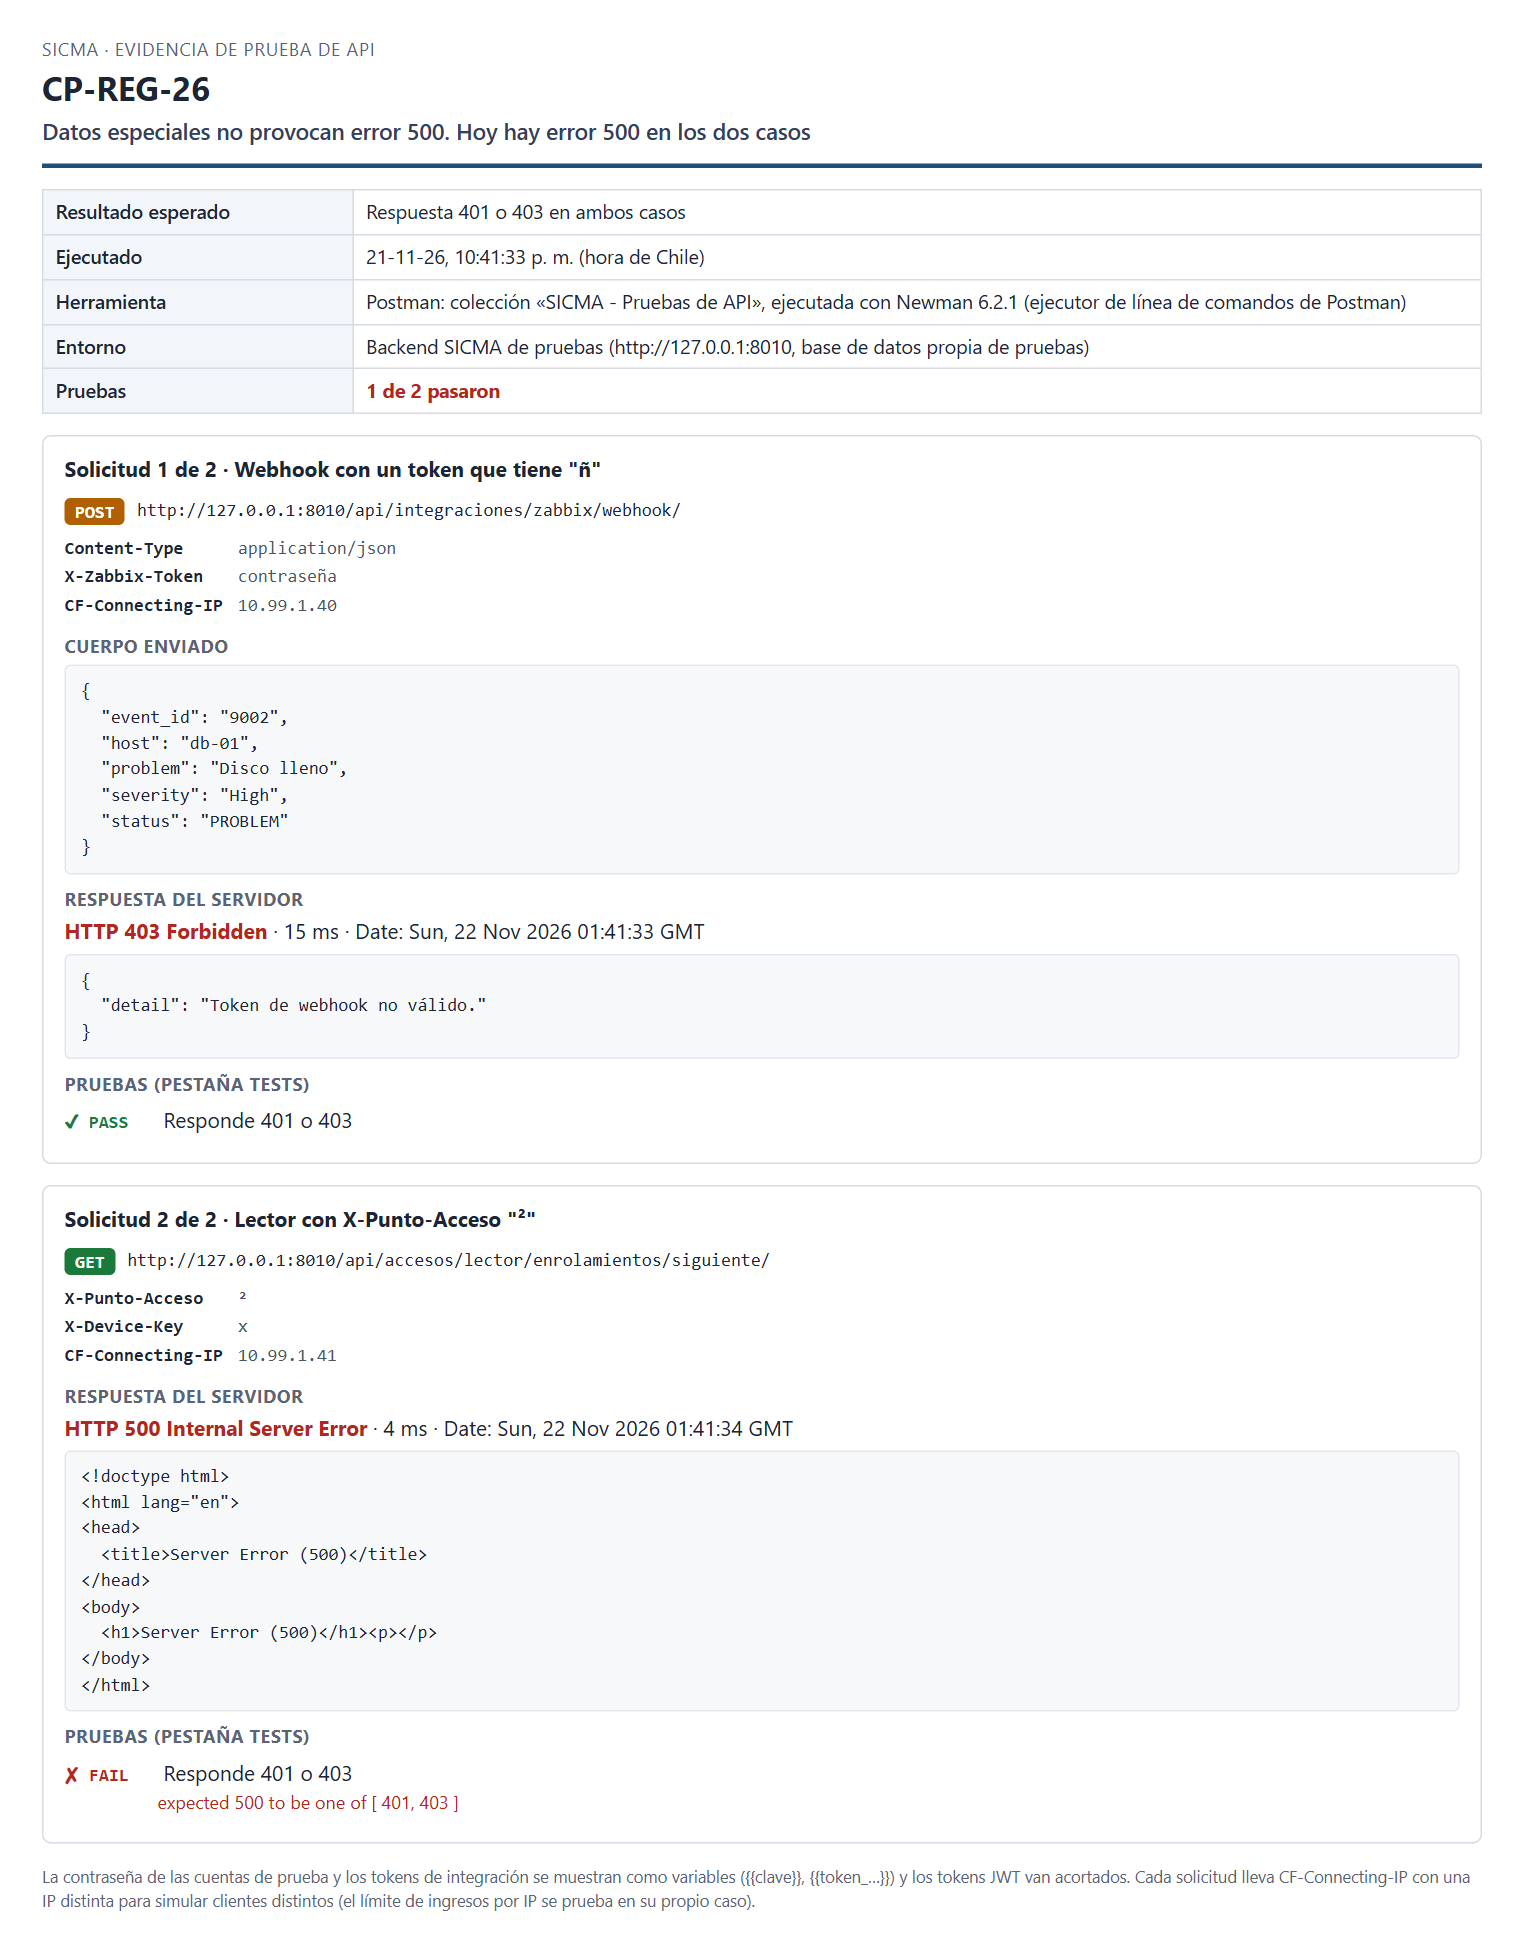 SICMA · EVIDENCIA DE PRUEBA DE API
CP-REG-26
Datos especiales no provocan error 500. Hoy hay error 500 en los dos casos
Resultado esperado Respuesta 401 o 403 en ambos casos
Ejecutado 21-11-26, 10:41:33 p. m. (hora de Chile)
Herramienta Postman: colección «SICMA - Pruebas de API», ejecutada con Newman 6.2.1 (ejecutor de línea de comandos de Postman)
Entorno Backend SICMA de pruebas (http://127.0.0.1:8010, base de datos propia de pruebas)
Pruebas 1 de 2 pasaron
Solicitud 1 de 2 · Webhook con un token que tiene "ñ"
POST http://127.0.0.1:8010/api/integraciones/zabbix/webhook/
Content-Type application/json
X-Zabbix-Token contraseña
CF-Connecting-IP 10.99.1.40
CUERPO ENVIADO
{
  "event_id": "9002",
  "host": "db-01",
  "problem": "Disco lleno",
  "severity": "High",
  "status": "PROBLEM"
}
RESPUESTA DEL SERVIDOR
HTTP 403 Forbidden · 15 ms · Date: Sun, 22 Nov 2026 01:41:33 GMT
{
  "detail": "Token de webhook no válido."
}
PRUEBAS (PESTAÑA TESTS)
✔ PASS Responde 401 o 403
Solicitud 2 de 2 · Lector con X-Punto-Acceso "²"
GET http://127.0.0.1:8010/api/accesos/lector/enrolamientos/siguiente/
X-Punto-Acceso ²
X-Device-Key x
CF-Connecting-IP 10.99.1.41
RESPUESTA DEL SERVIDOR
HTTP 500 Internal Server Error · 4 ms · Date: Sun, 22 Nov 2026 01:41:34 GMT
<!doctype html>
<html lang="en">
<head>
  <title>Server Error (500)</title>
</head>
<body>
  <h1>Server Error (500)</h1><p></p>
</body>
</html>
PRUEBAS (PESTAÑA TESTS)
✘ FAIL Responde 401 o 403
expected 500 to be one of [ 401, 403 ]
La contraseña de las cuentas de prueba y los tokens de integración se muestran como variables ({{clave}}, {{token_...}}) y los tokens JWT van acortados. Cada solicitud lleva CF-Connecting-IP con una
IP distinta para simular clientes distintos (el límite de ingresos por IP se prueba en su propio caso).